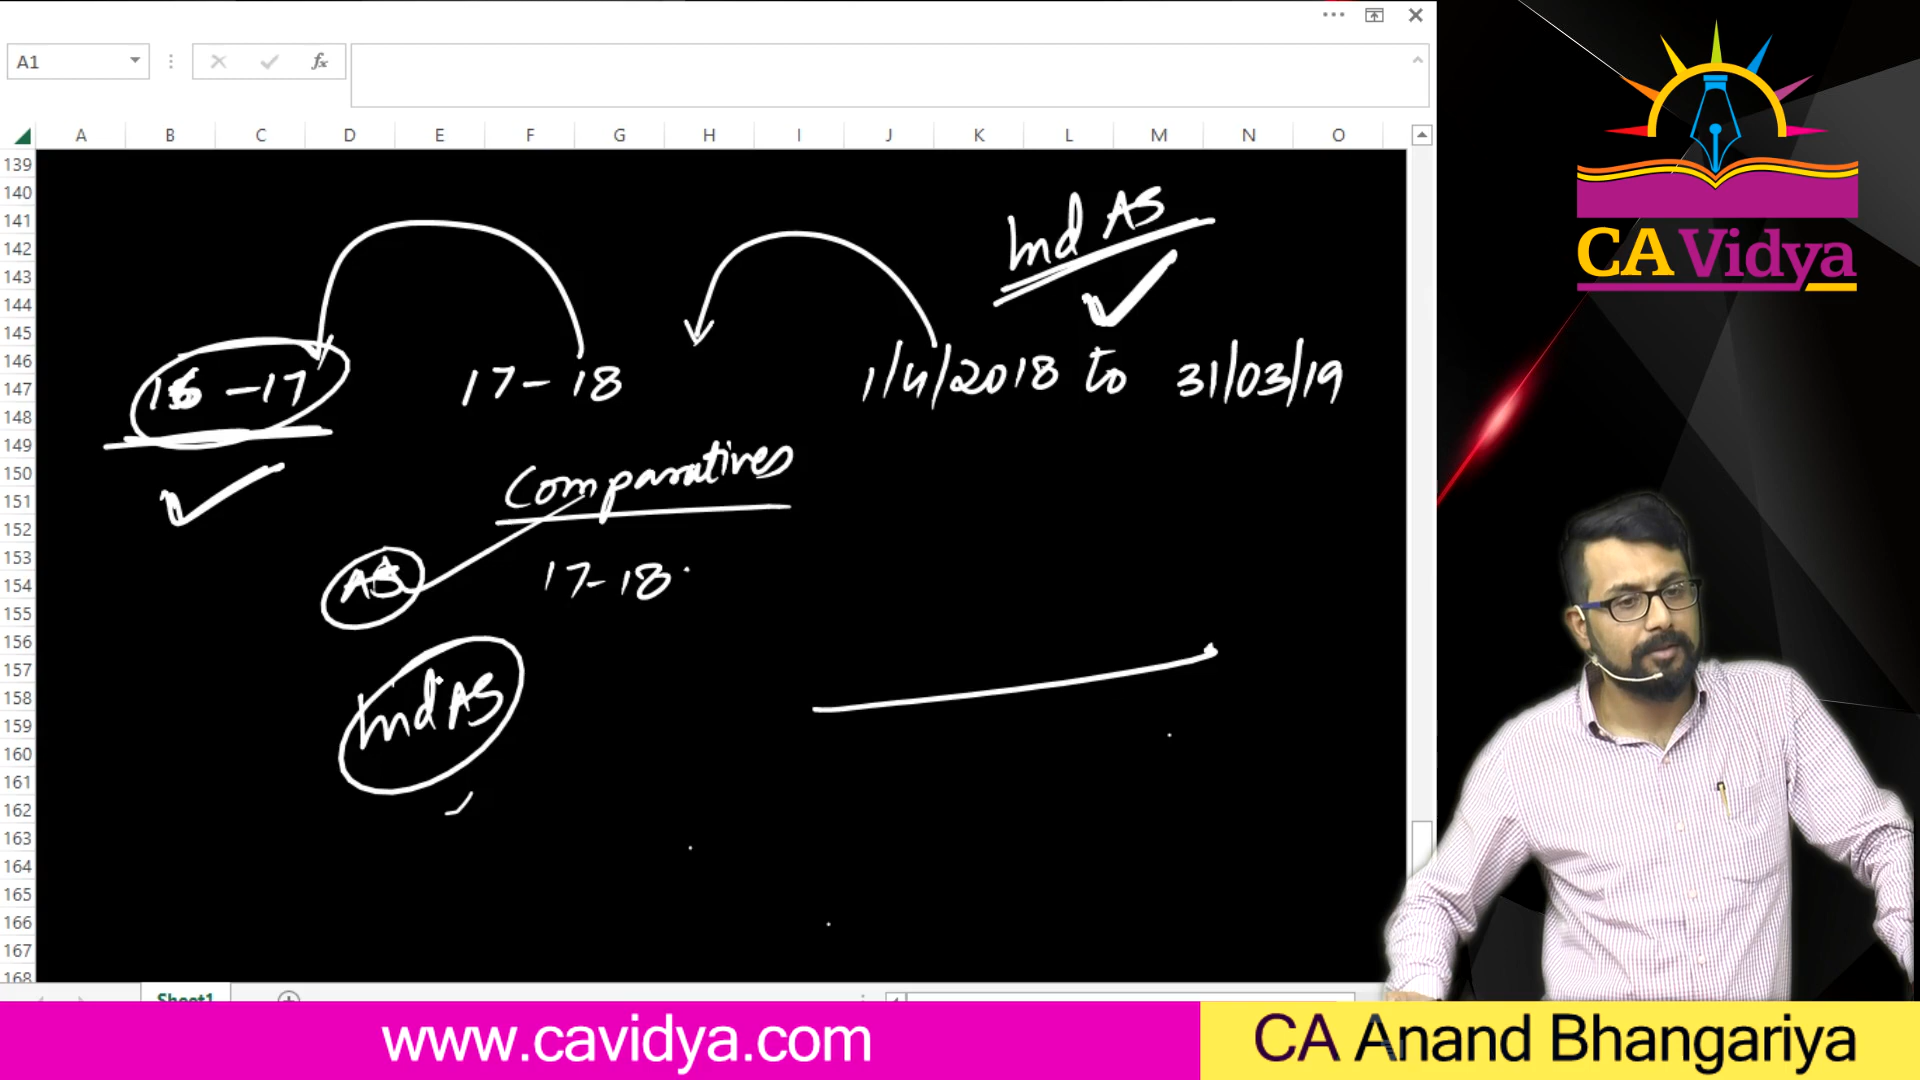 A1
fx
A B C D E F G H I J K L M N O
139
140
141
142
143
144
145
146
147
148
149
150
151
152
153
154
155
156
157
158
159
160
161
162
163
164
165
166
167
168
Ind AS
16-17
17-18
1/4/2018 to 31/03/19
Comparatives
AS
17-18
Ind AS
Sheet1
CA Vidya
www.cavidya.com
CA Anand Bhangariya